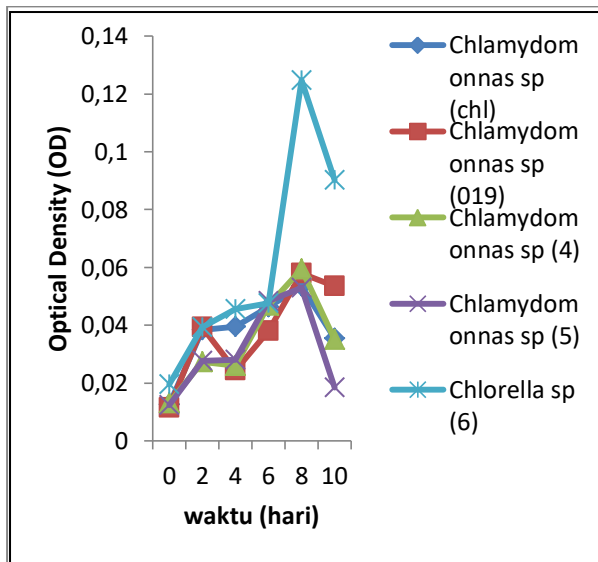 0,14
0,12
0,1
0,08
0,06
0,04
0,02
0
Optical Density (OD)
0 2 4 6 8 10
waktu (hari)
Chlamydom
onnas sp
(chl)
Chlamydom
onnas sp
(019)
Chlamydom
onnas sp (4)
Chlamydom
onnas sp (5)
Chlorella sp
(6)